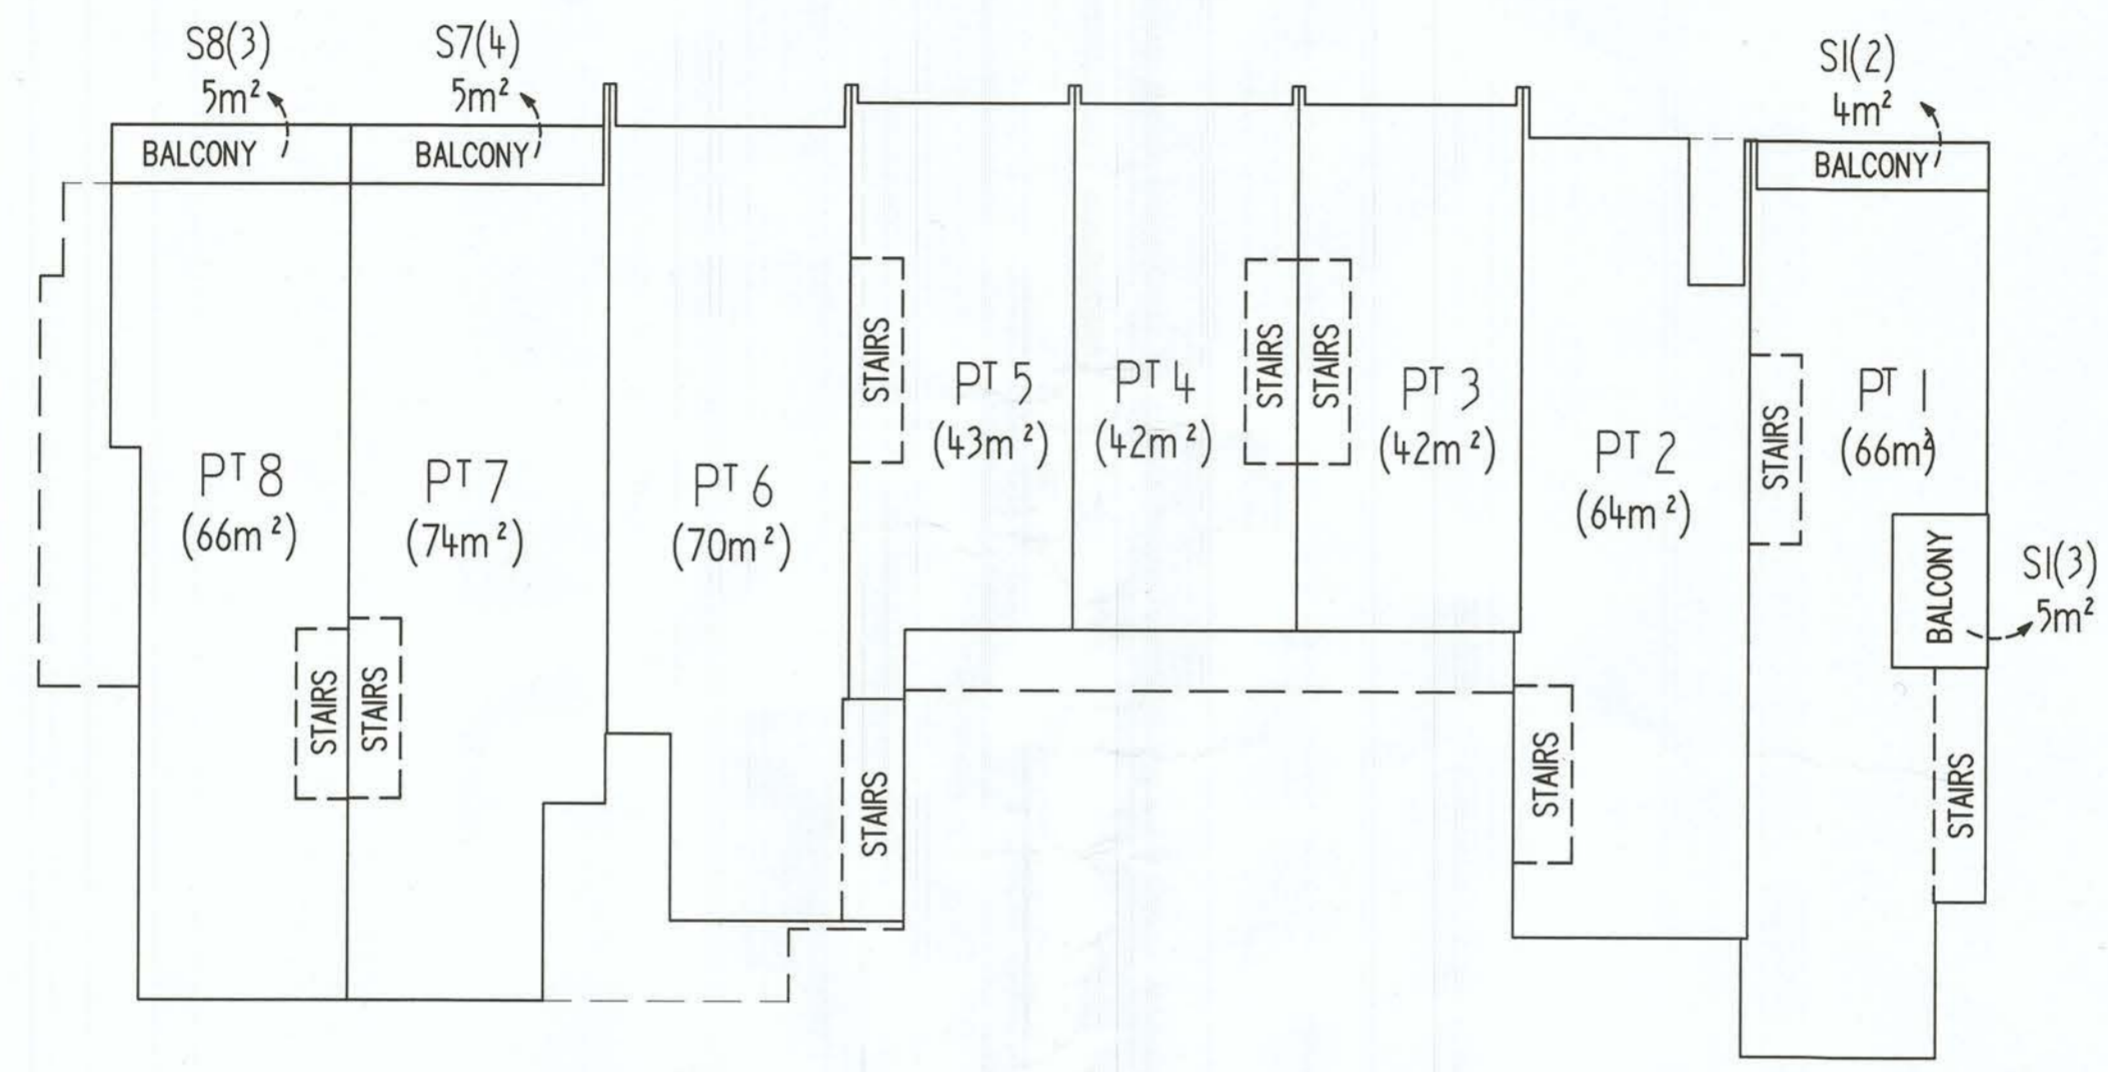 S8(3)
5m²
S7(4)
5m²
S1(2)
4m²
BALCONY
BALCONY
BALCONY
STAIRS
STAIRS
STAIRS
STAIRS
PT 8
(66m²)
PT 7
(74m²)
PT 6
(70m²)
PT 5
(43m²)
PT 4
(42m²)
PT 3
(42m²)
PT 2
(64m²)
PT 1
(66m²)
BALCONY
S1(3)
5m²
STAIRS
STAIRS
STAIRS
STAIRS
STAIRS